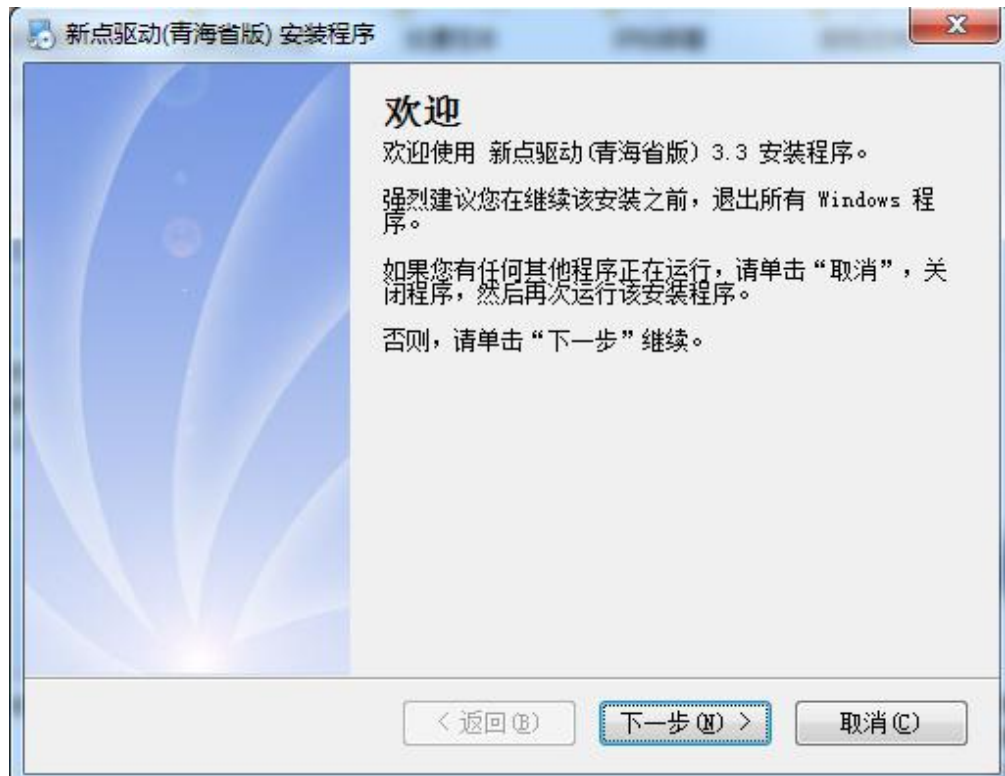 新点驱动(青海省版) 安装程序
欢迎
欢迎使用 新点驱动(青海省版) 3.3 安装程序。
强烈建议您在继续该安装之前，退出所有 Windows 程
序。
如果您有任何其他程序正在运行，请单击“取消”，关
闭程序，然后再次运行该安装程序。
否则，请单击“下一步”继续。
< 返回(B)
下一步(N) >
取消(C)